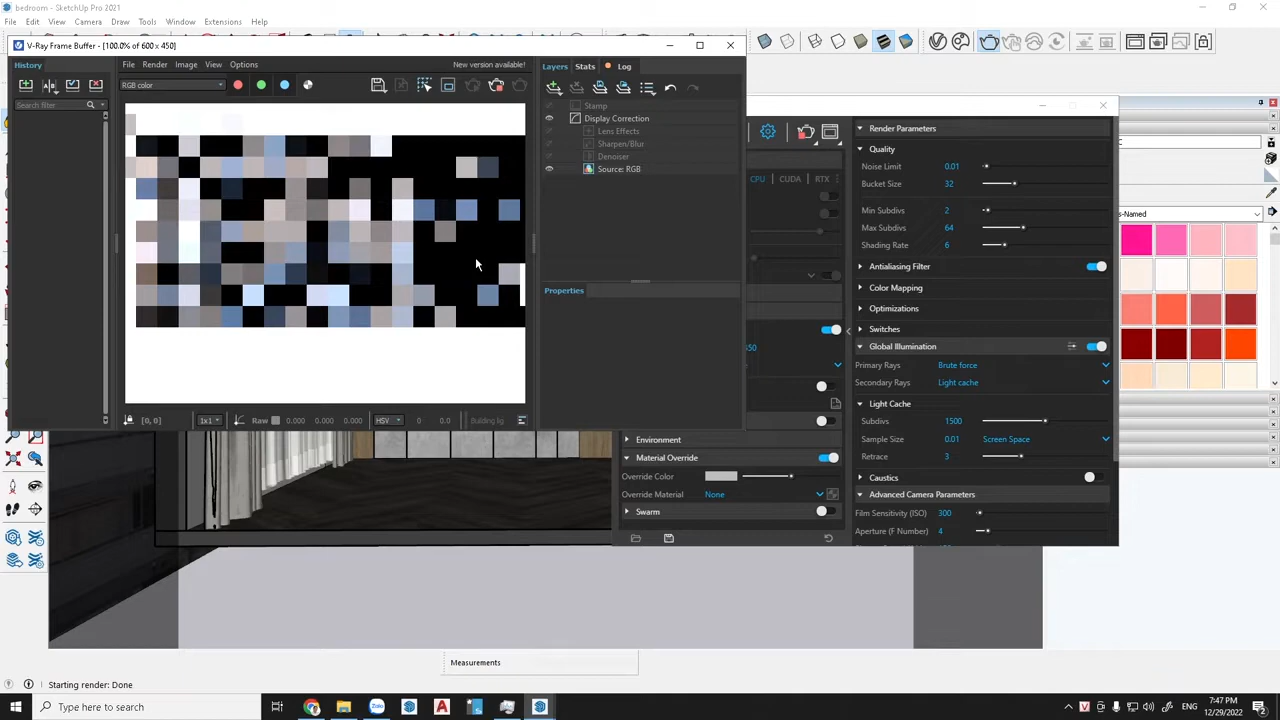 bedroom - SketchUp Pro 2021
File Edit View Camera Draw Tools Window Extensions Help
V-Ray Frame Buffer - [100.0% of 600 x 450]
History
File Render Image View Options New version available!
Layers Stats Log
RGB color
Search filter
Stamp
Display Correction
Lens Effects
Sharpen/Blur
Denoiser
Source: RGB
Properties
[0, 0] 1x1 Raw 0.000 0.000 0.000 HSV 0 0.0 Building lig
CPU CUDA RTX
450
Environment
Material Override
Override Color
Override Material None
Swarm
Render Parameters
Quality
Noise Limit 0.01
Bucket Size 32
Min Subdivs 2
Max Subdivs 64
Shading Rate 6
Antialiasing Filter
Color Mapping
Optimizations
Switches
Global Illumination
Primary Rays Brute force
Secondary Rays Light cache
Light Cache
Subdivs 1500
Sample Size 0.01 Screen Space
Retrace 3
Caustics
Advanced Camera Parameters
Film Sensitivity (ISO) 300
Aperture (F Number) 4
s-Named
Measurements
Starting render: Done
Type here to search
7:47 PM
12/29/2022